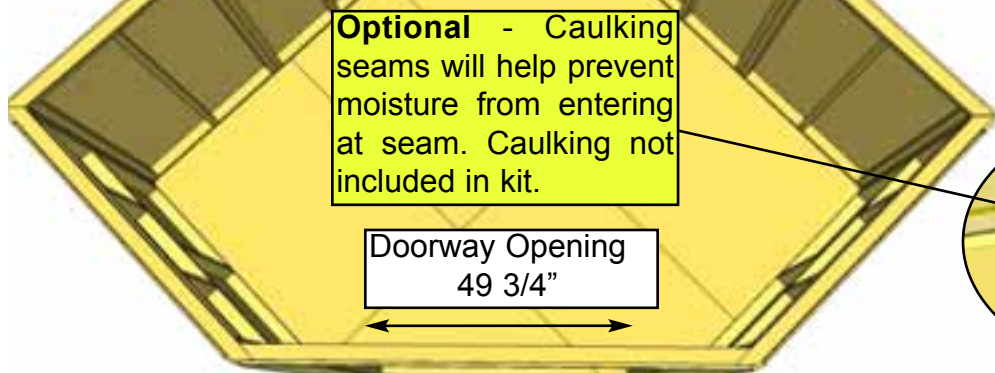 Optional - Caulking
seams will help prevent
moisture from entering
at seam. Caulking not
included in kit.
Doorway Opening
49 3/4”